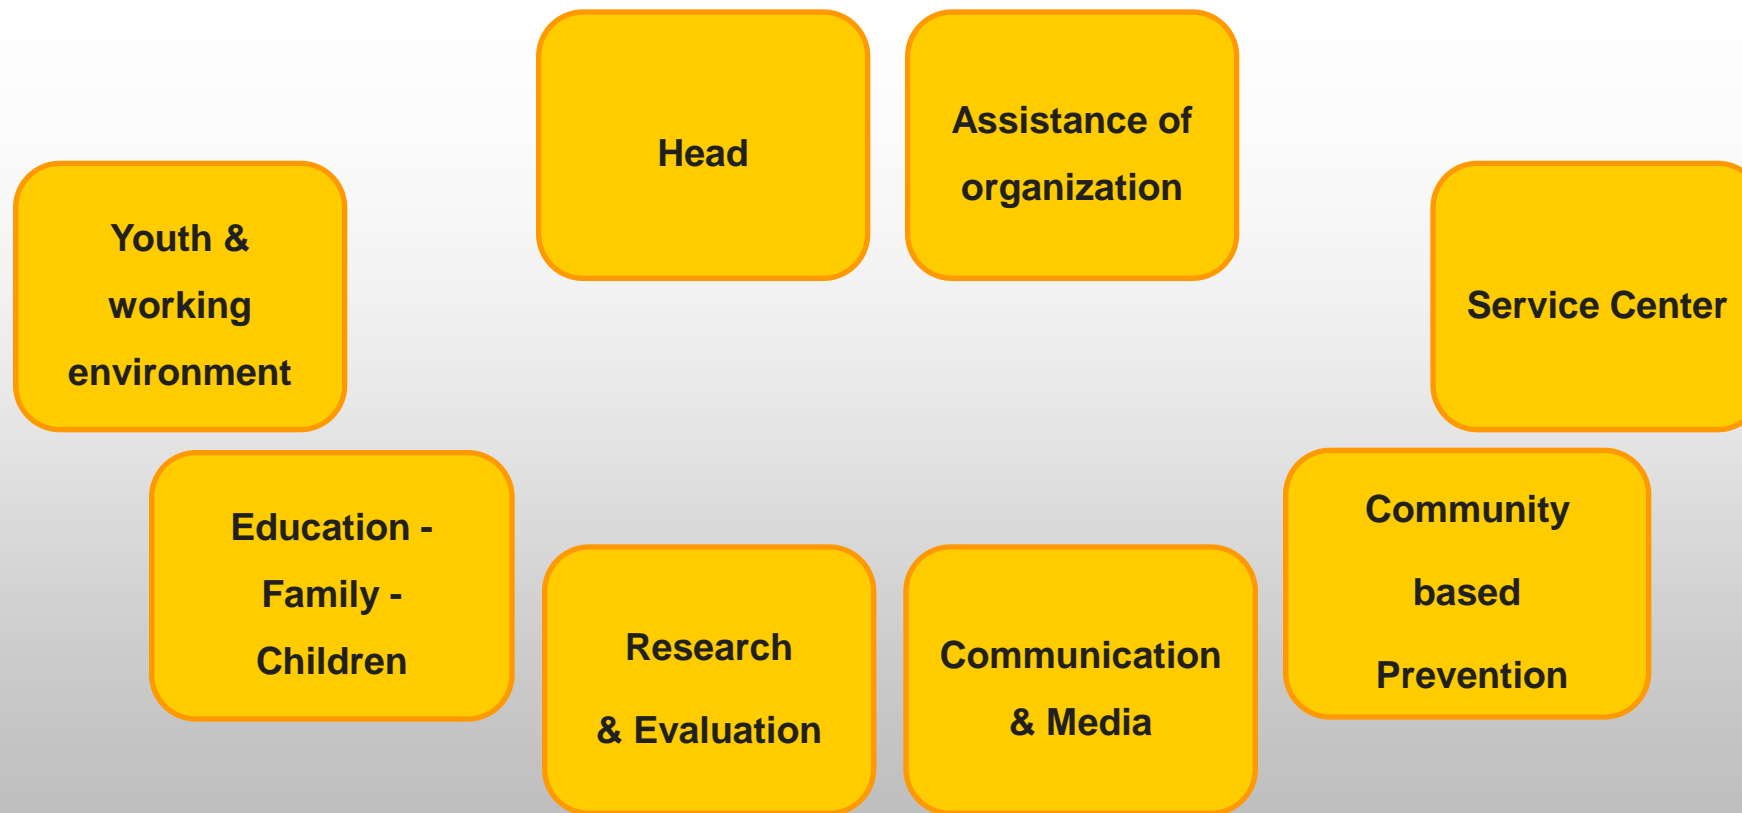 Head
Assistance of
organization
Youth &
working
environment
Service Center
Education -
Family -
Children
Community
based
Prevention
Research
& Evaluation
Communication
& Media